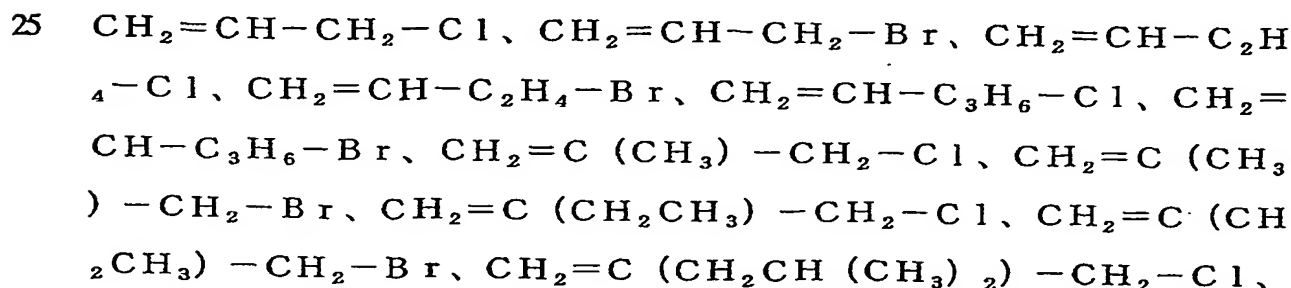 25 CH₂=CH-CH₂-Cl、CH₂=CH-CH₂-Br、CH₂=CH-C₂H
₄-Cl、CH₂=CH-C₂H₄-Br、CH₂=CH-C₃H₆-Cl、CH₂=
CH-C₃H₆-Br、CH₂=C (CH₃) -CH₂-Cl、CH₂=C (CH₃
) -CH₂-Br、CH₂=C (CH₂CH₃) -CH₂-Cl、CH₂=C (CH
₂CH₃) -CH₂-Br、CH₂=C (CH₂CH (CH₃) ₂) -CH₂-Cl、